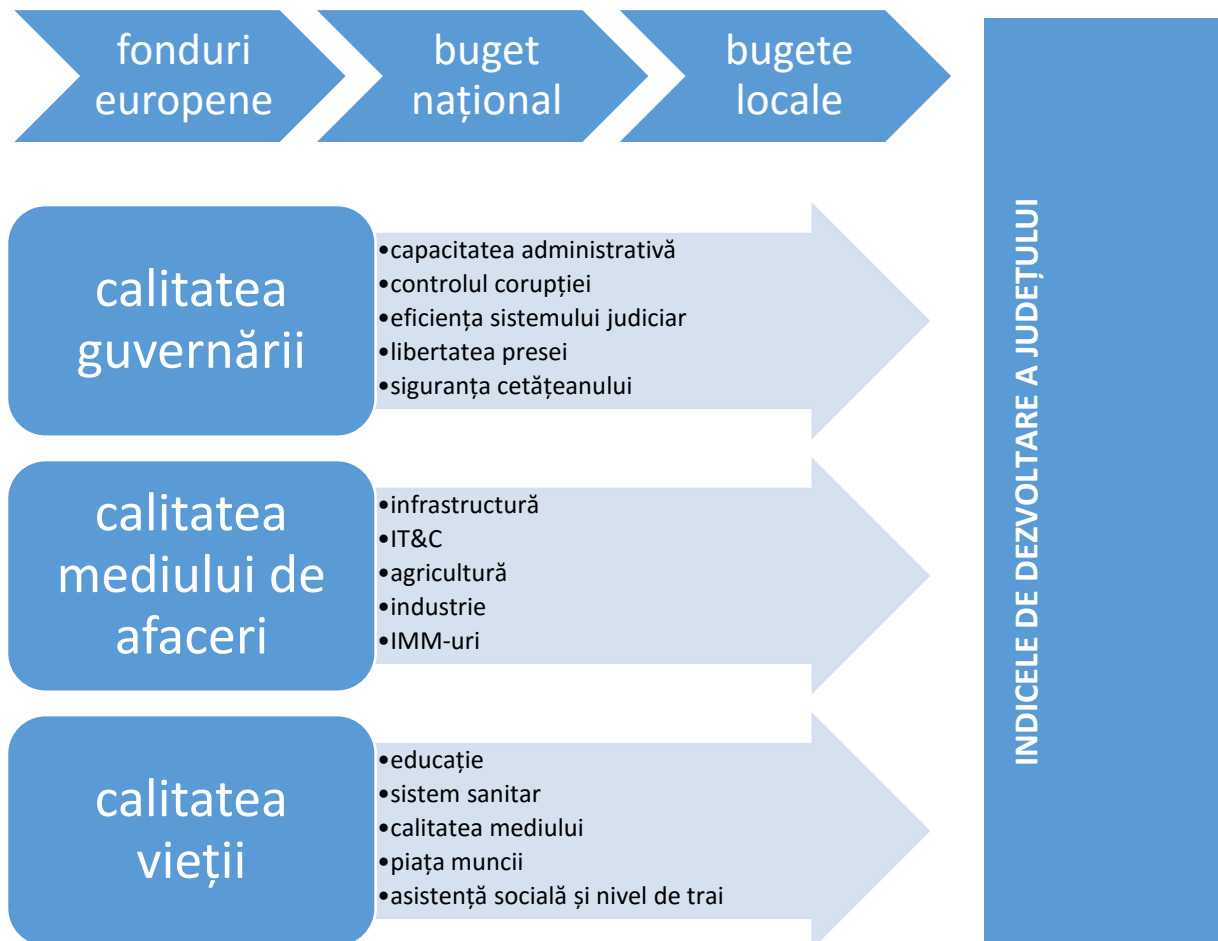 fonduri
europene
buget
național
bugete
locale
calitatea
guvernării
•capacitatea administrativă
•controlul corupției
•eficiența sistemului judiciar
•libertatea presei
•siguranța cetățeanului
calitatea
mediului de
afaceri
•infrastructură
•IT&C
•agricultură
•industrie
•IMM-uri
calitatea
vieții
•educație
•sistem sanitar
•calitatea mediului
•piața muncii
•asistență socială și nivel de trai
INDICELE DE DEZVOLTARE A JUDEȚULUI